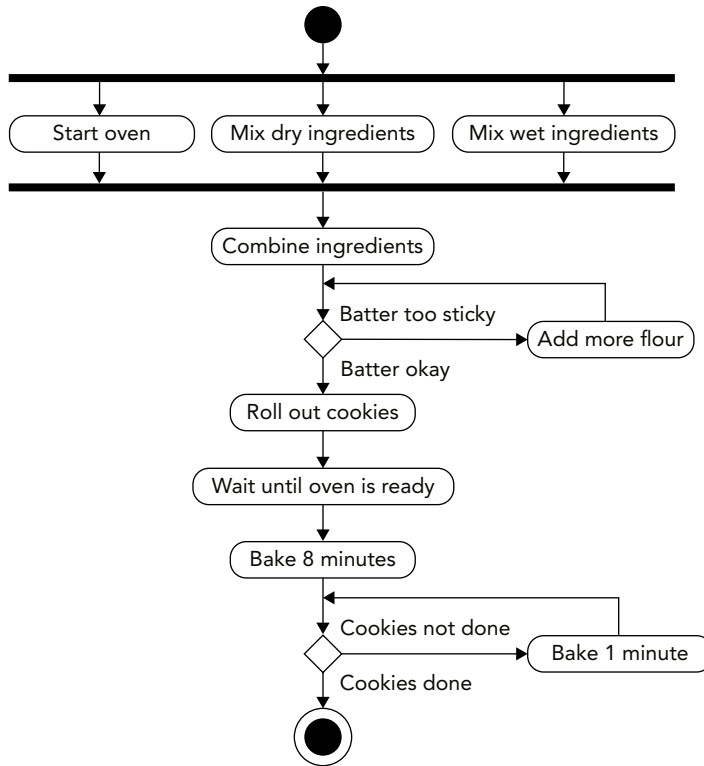 Start oven
Mix dry ingredients
Mix wet ingredients
Combine ingredients
Batter too sticky
Add more flour
Batter okay
Roll out cookies
Wait until oven is ready
Bake 8 minutes
Cookies not done
Bake 1 minute
Cookies done